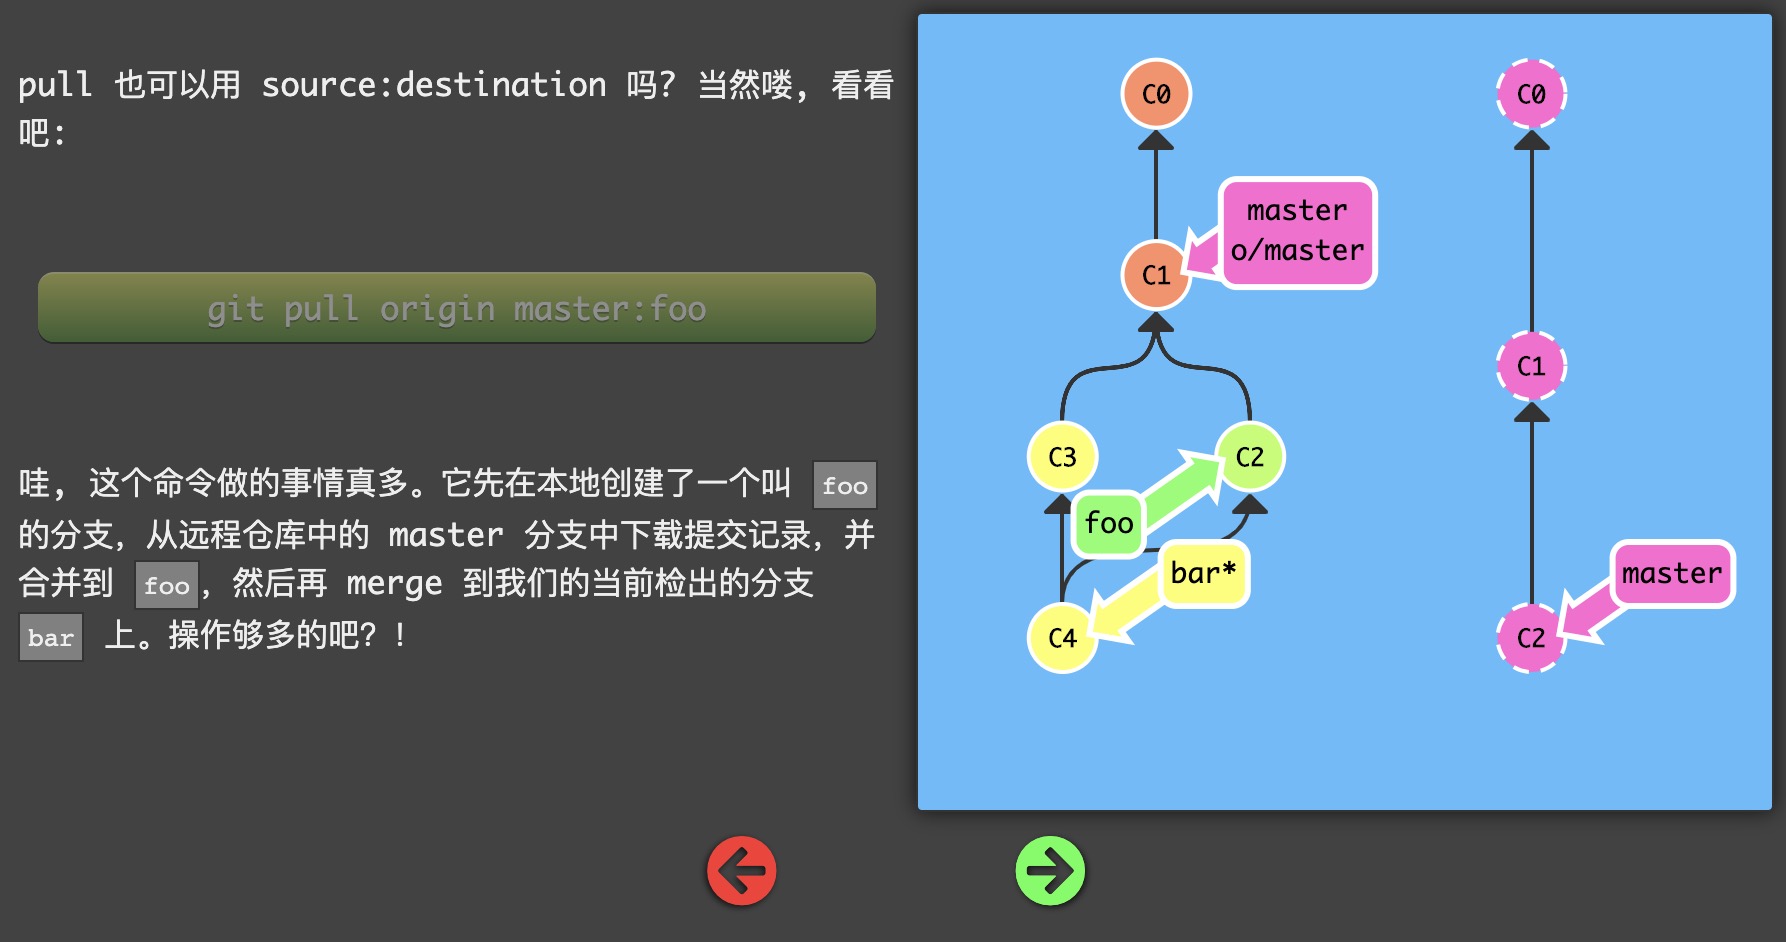 pull 也可以用 source:destination 吗？当然喽，看看
吧：
git pull origin master:foo
哇，这个命令做的事情真多。它先在本地创建了一个叫 foo
的分支，从远程仓库中的 master 分支中下载提交记录，并
合并到 foo，然后再 merge 到我们的当前检出的分支
bar 上。操作够多的吧？！
C0
master
o/master
C1
C3
C2
foo
bar*
C4
C0
C1
master
C2